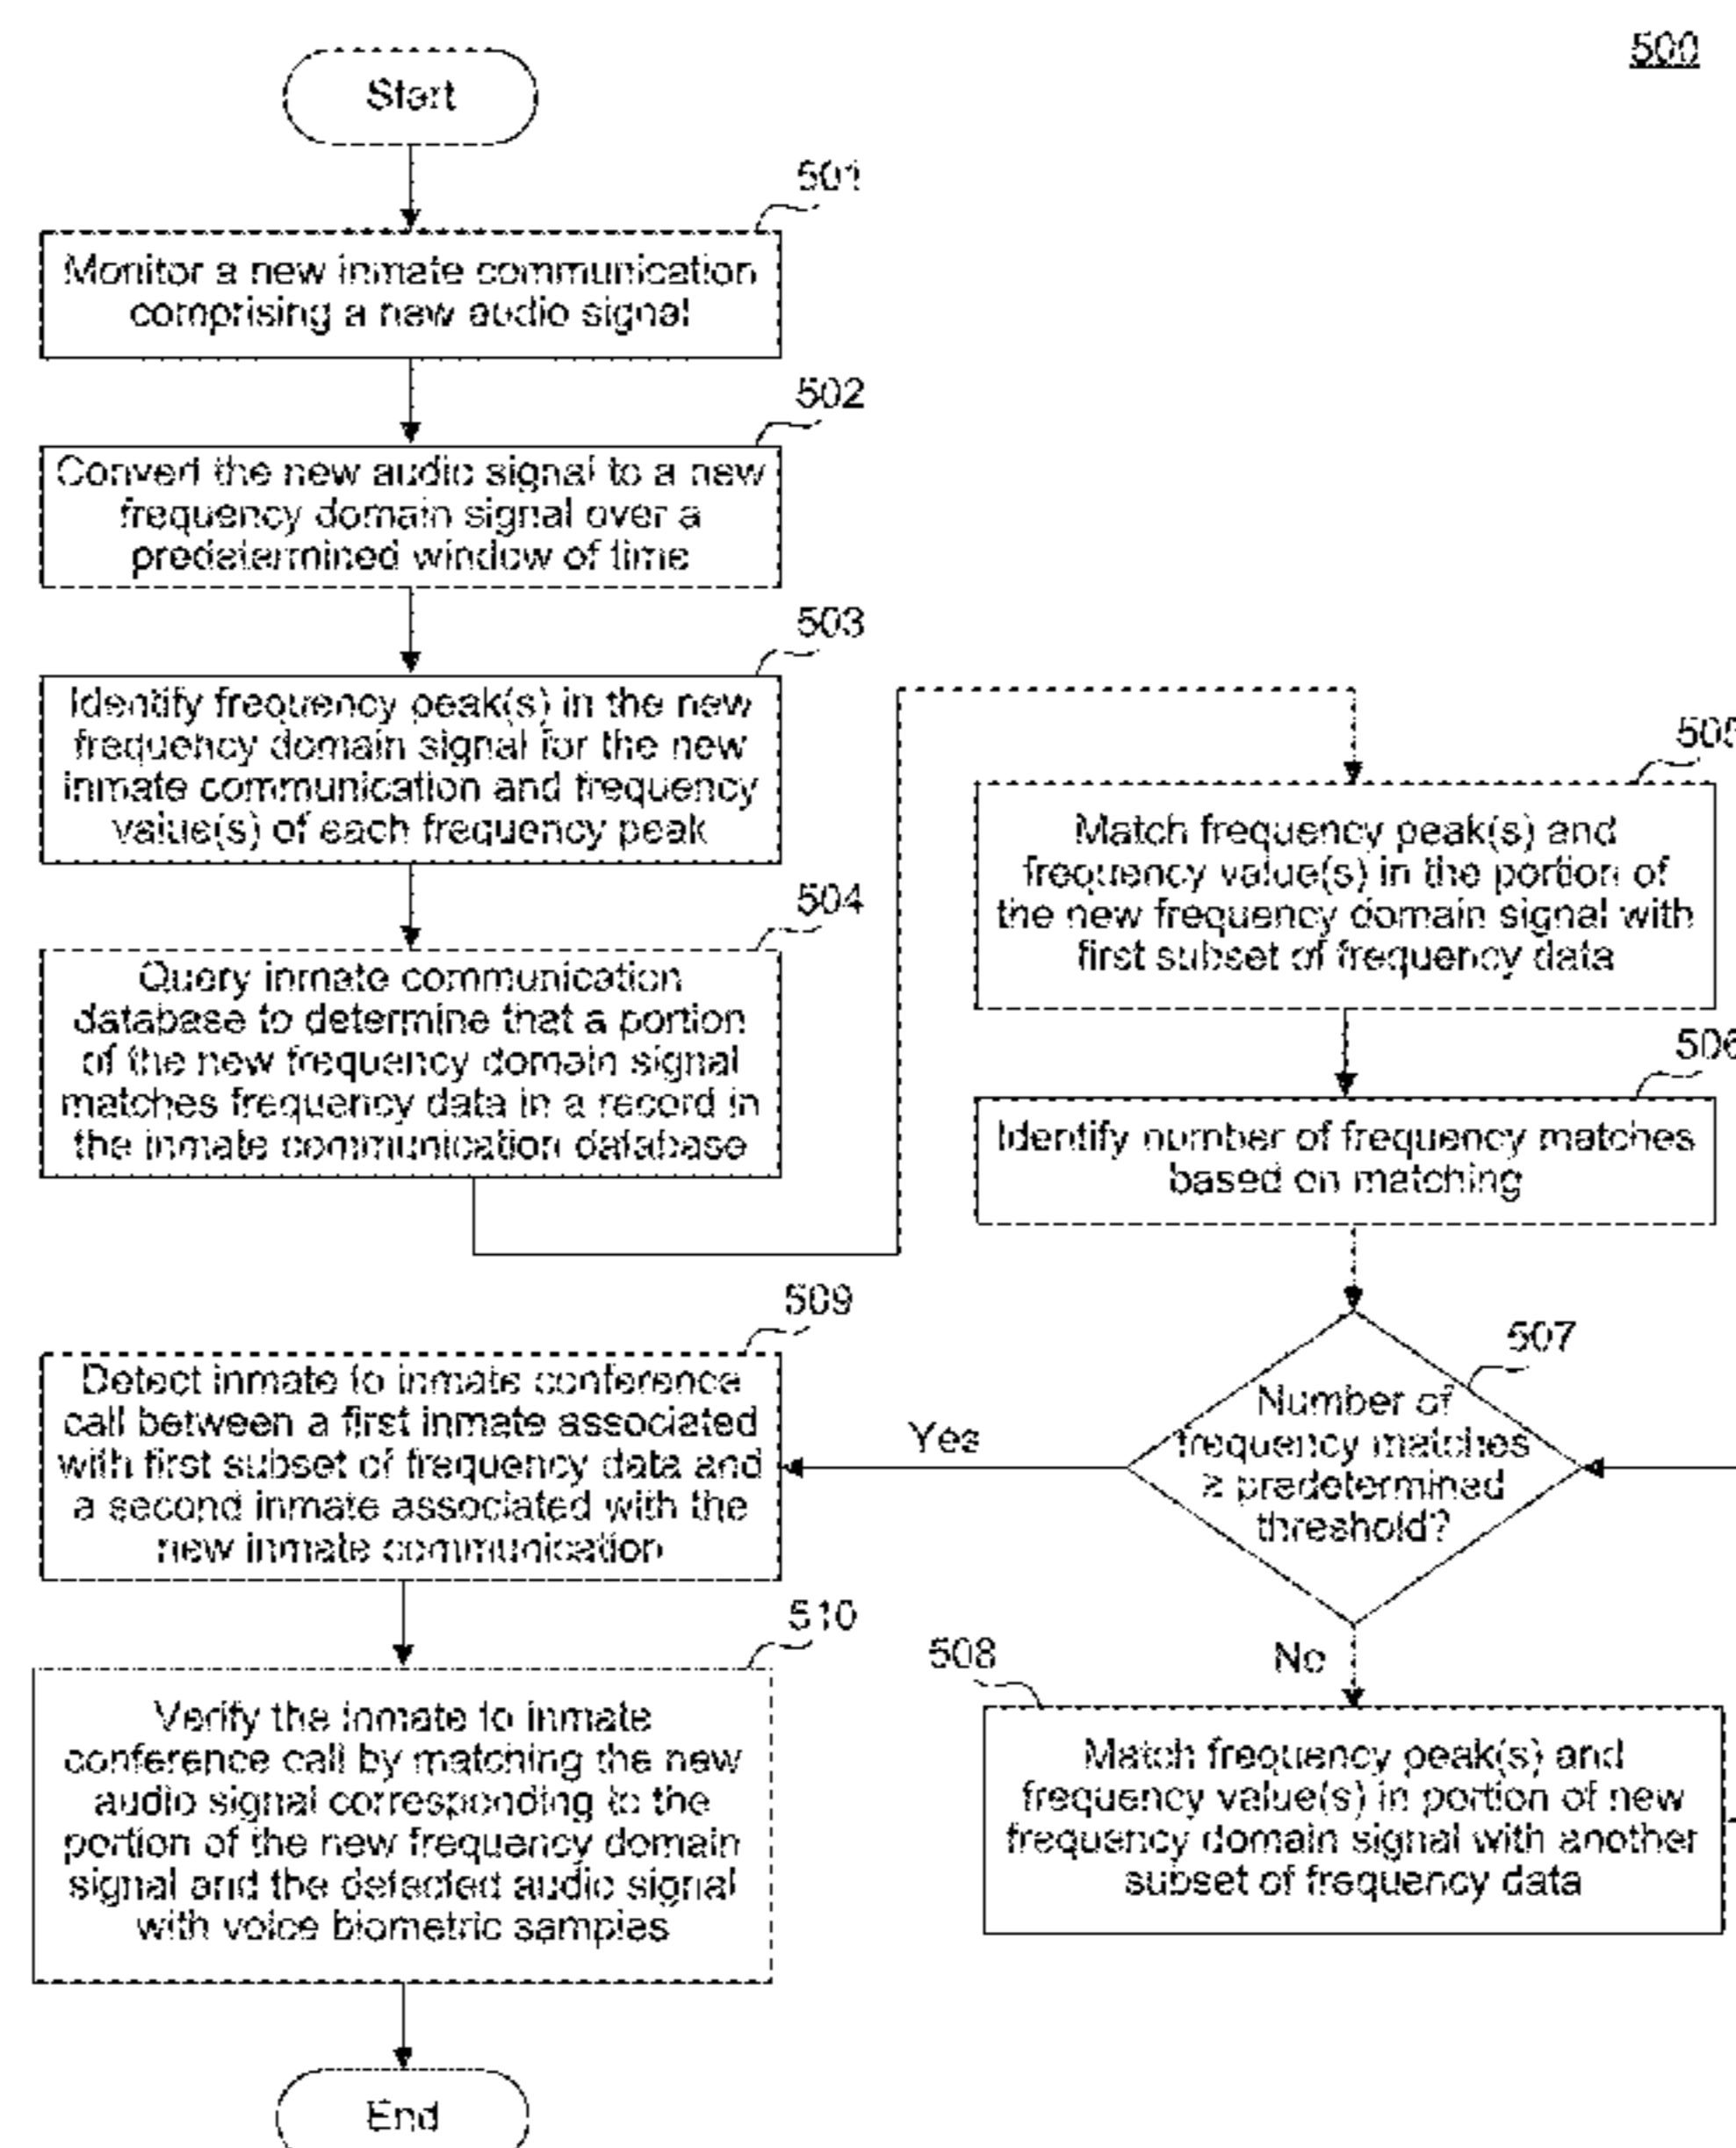 500
Start
501
Monitor a new inmate communication
comprising a new audio signal
502
Convert the new audio signal to a new
frequency domain signal over a
predetermined window of time
503
Identify frequency peak(s) in the new
frequency domain signal for the new
inmate communication and frequency
value(s) of each frequency peak
504
Query inmate communication
database to determine that a portion
of the new frequency domain signal
matches frequency data in a record in
the inmate communication database
505
Match frequency peak(s) and
frequency value(s) in the portion of
the new frequency domain signal with
first subset of frequency data
506
Identify number of frequency matches
based on matching
507
Number of
frequency matches
≥ predetermined
threshold?
Yes
No
508
Match frequency peak(s) and
frequency value(s) in portion of new
frequency domain signal with another
subset of frequency data
509
Detect inmate to inmate conference
call between a first inmate associated
with first subset of frequency data and
a second inmate associated with the
new inmate communication
510
Verify the inmate to inmate
conference call by matching the new
audio signal corresponding to the
portion of the new frequency domain
signal and the detected audio signal
with voice biometric samples
End